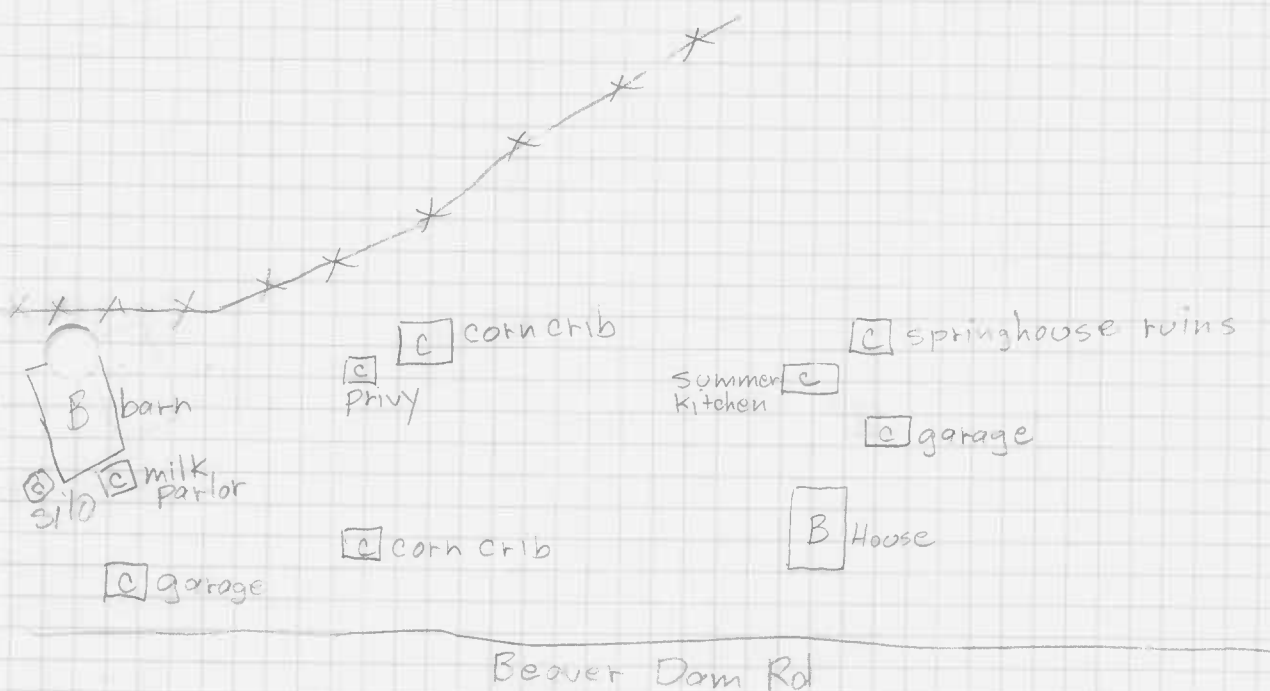 C corn crib
C springhouse ruins
C
privy
summer C
kitchen
B barn
C garage
C milk
parlor
C
silo
B House
C corn crib
C garage
Beaver Dam Rd